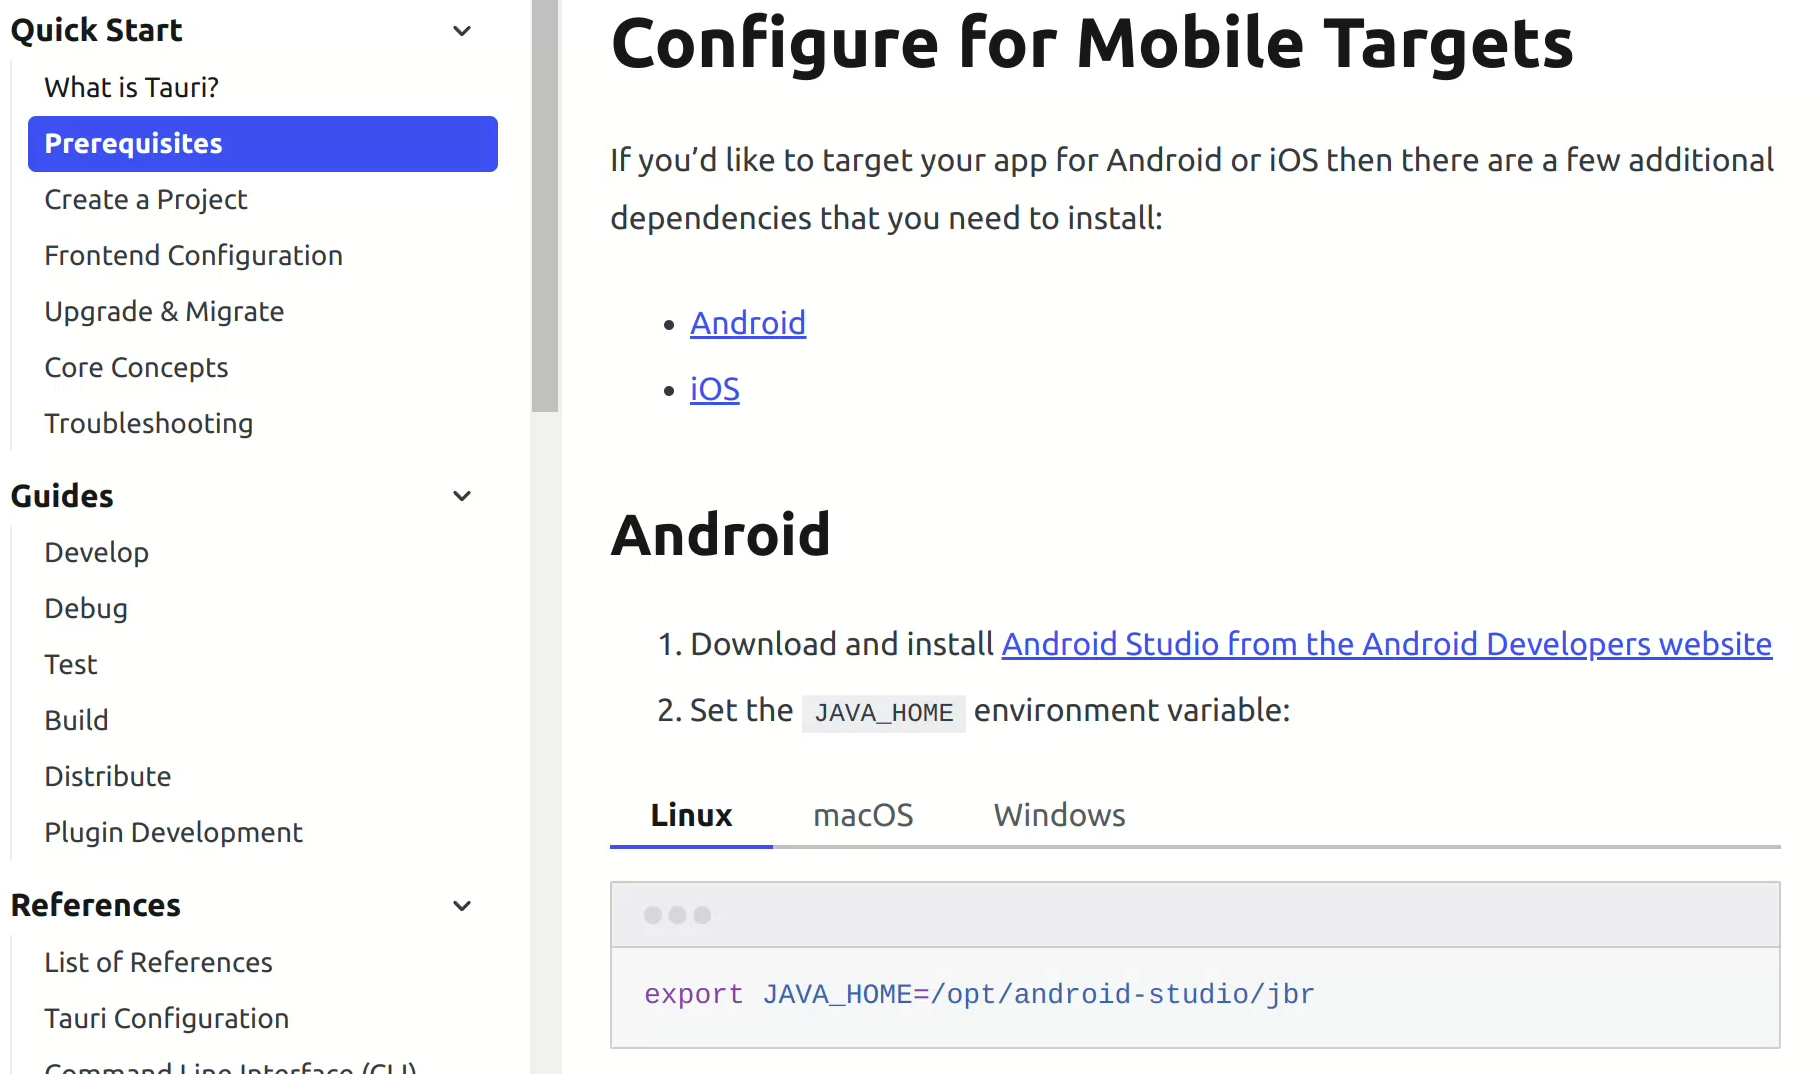 Quick Start
What is Tauri?
Prerequisites
Create a Project
Frontend Configuration
Upgrade & Migrate
Core Concepts
Troubleshooting
Guides
Develop
Debug
Test
Build
Distribute
Plugin Development
References
List of References
Tauri Configuration
Command Line Interface (CLI)
Configure for Mobile Targets
If you’d like to target your app for Android or iOS then there are a few additional
dependencies that you need to install:
• Android
• iOS
Android
1. Download and install Android Studio from the Android Developers website
2. Set the JAVA_HOME environment variable:
Linux macOS Windows
export JAVA_HOME=/opt/android-studio/jbr